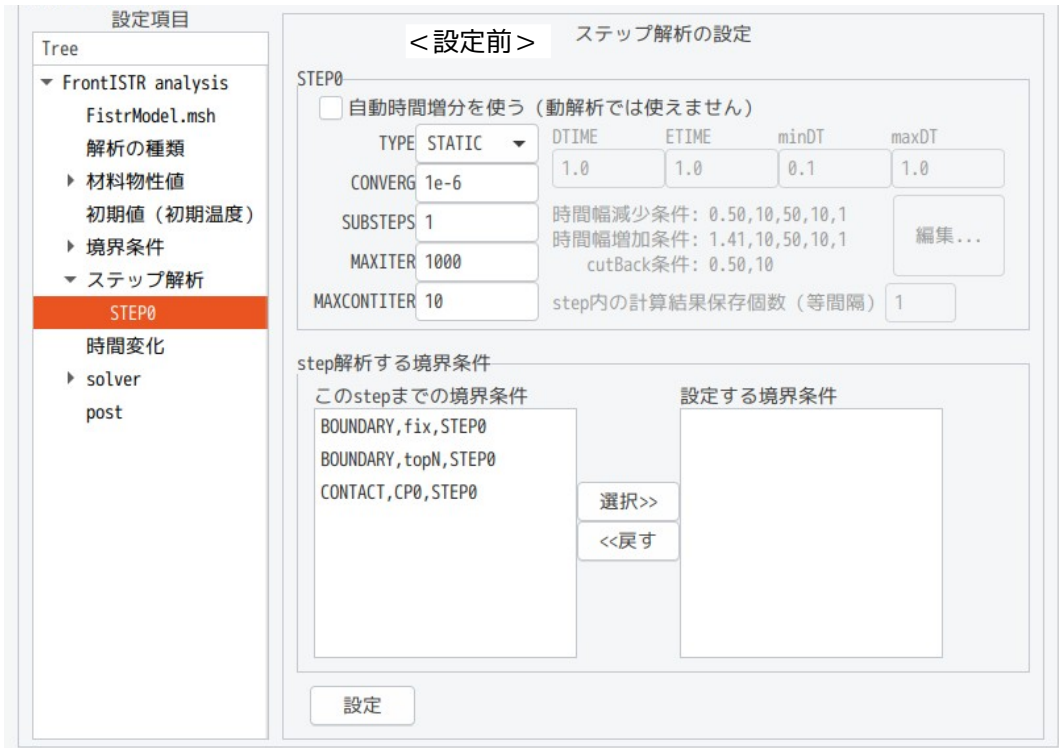 設定項目
Tree
FrontISTR analysis
FistrModel.msh
解析の種類
材料物性値
初期値（初期温度）
境界条件
ステップ解析
STEP0
時間変化
solver
post
＜設定前＞
ステップ解析の設定
STEP0
自動時間増分を使う（動解析では使えません）
TYPE STATIC
CONVERG 1e-6
SUBSTEPS 1
MAXITER 1000
MAXCONTITER 10
DTIME ETIME minDT maxDT
1.0 1.0 0.1 1.0
時間幅減少条件: 0.50,10,50,10,1
時間幅増加条件: 1.41,10,50,10,1
cutBack条件: 0.50,10
編集...
step内の計算結果保存個数（等間隔） 1
step解析する境界条件
このstepまでの境界条件
BOUNDARY,fix,STEP0
BOUNDARY,topN,STEP0
CONTACT,CP0,STEP0
選択>>
<<戻す
設定する境界条件
設定